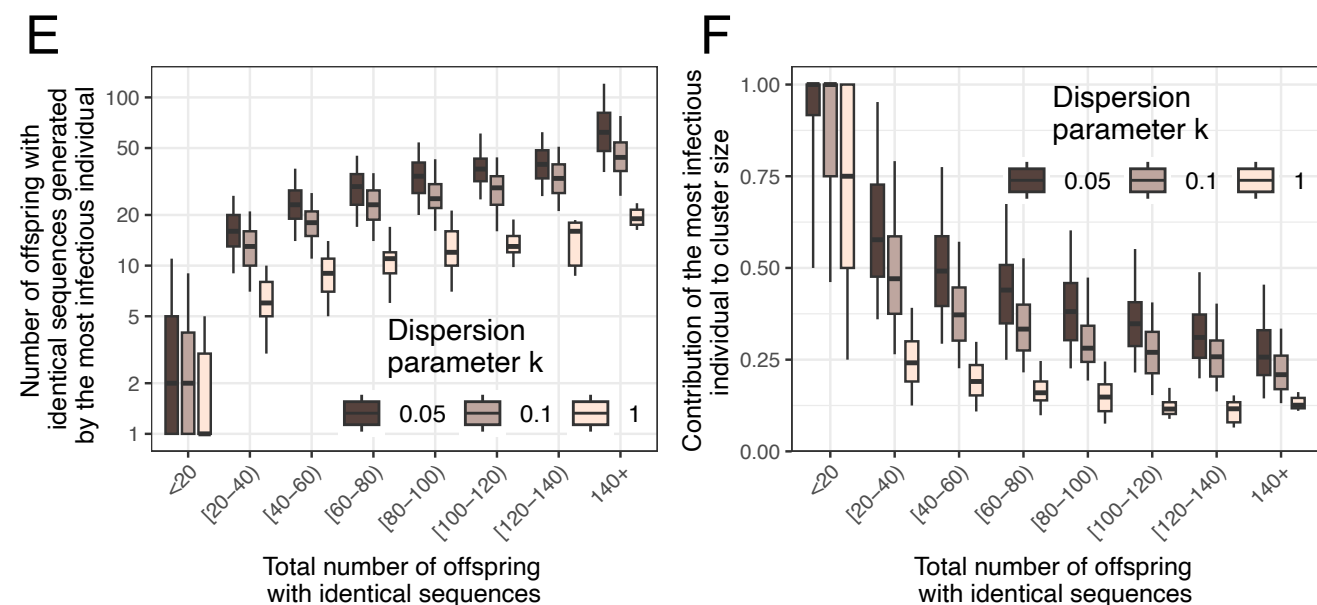 E
Number of offspring with
identical sequences generated
by the most infectious individual
100
50
20
10
5
2
1
Dispersion
parameter k
0.05 0.1 1
<20 [20−40) [40−60) [60−80) [80−100) [100−120) [120−140) 140+
Total number of offspring
with identical sequences
F
Contribution of the most infectious
individual to cluster size
1.00
0.75
0.50
0.25
0.00
Dispersion
parameter k
0.05 0.1 1
<20 [20−40) [40−60) [60−80) [80−100) [100−120) [120−140) 140+
Total number of offspring
with identical sequences